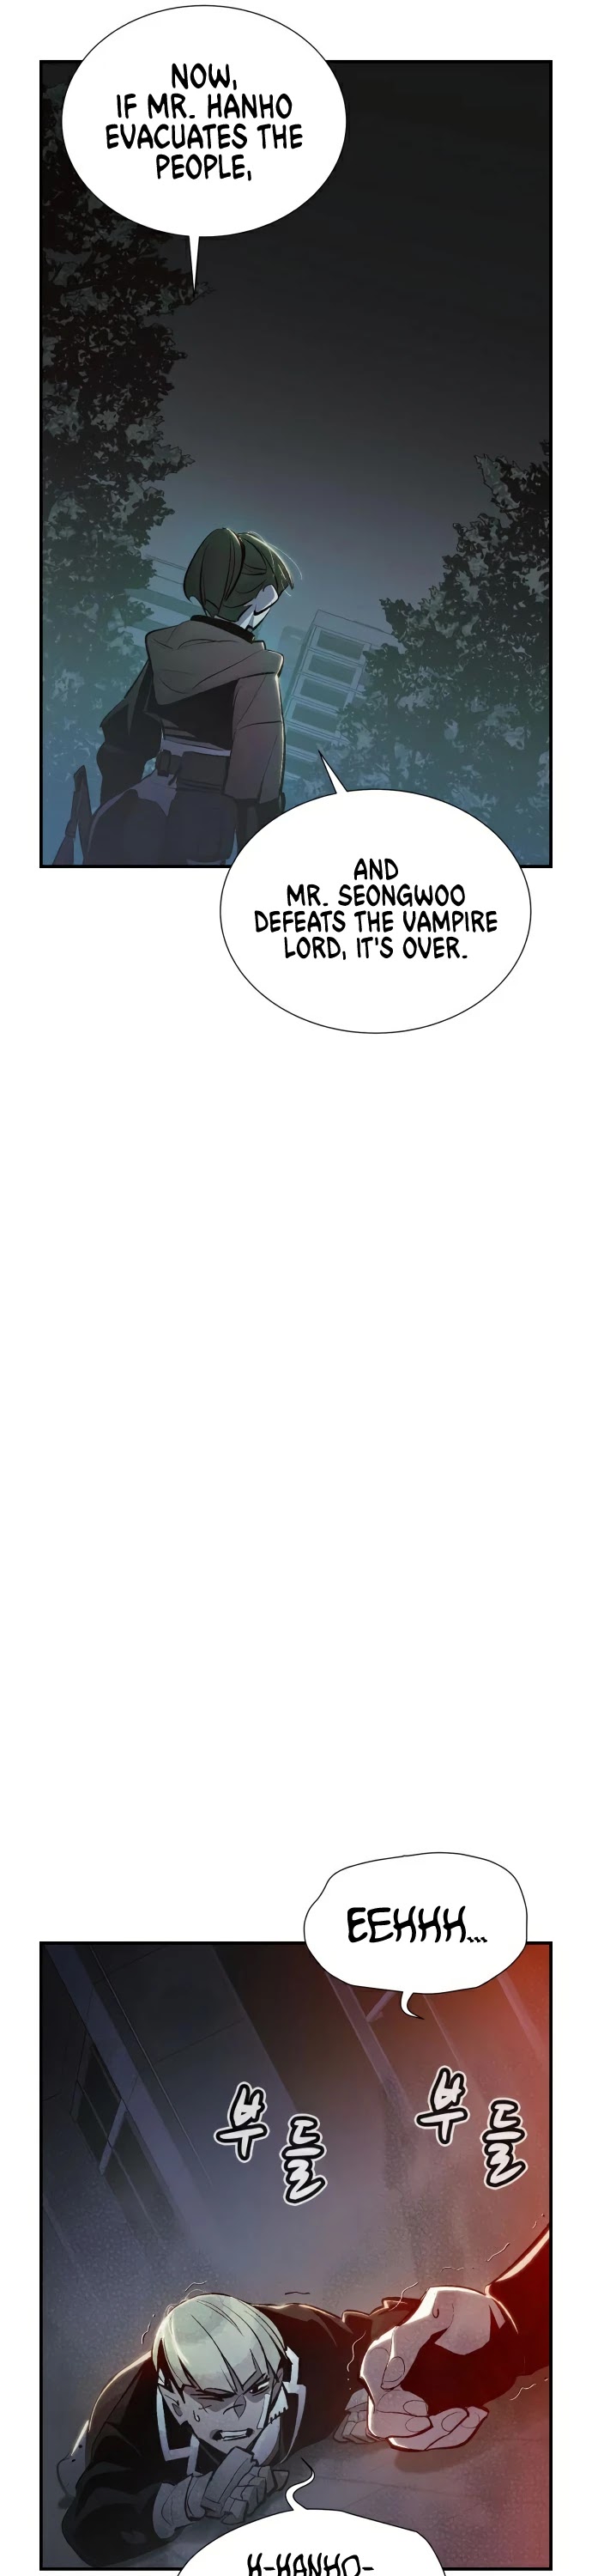 NOW,
IF MR. HANHO
EVACUATES THE
PEOPLE,
AND
MR. SEONGWOO
DEFEATS THE VAMPIRE
LORD, IT'S OVER.
EEHHH...
부들
부들
H-HANHO-